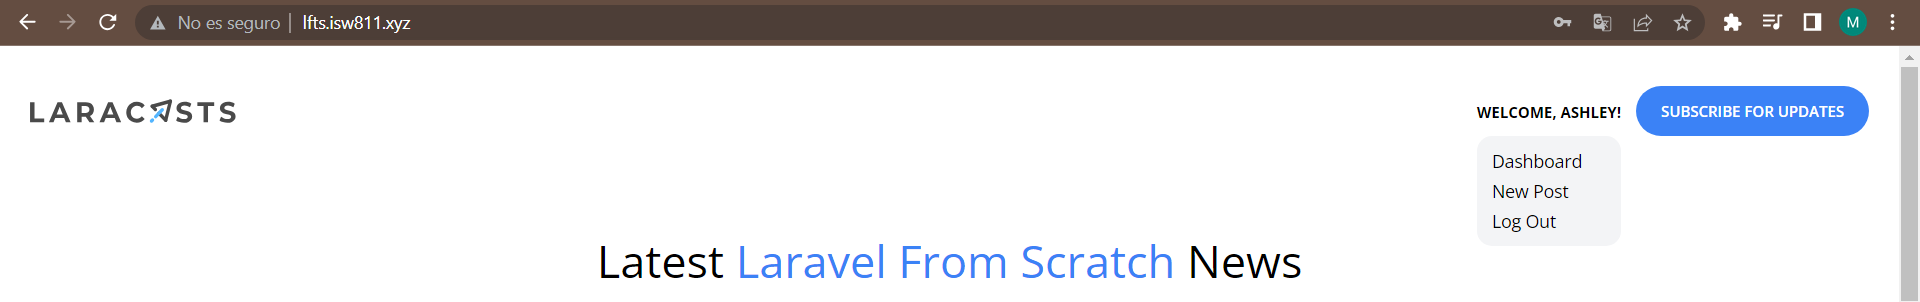 No es seguro | lfts.isw811.xyz
M
LARACASTS
WELCOME, ASHLEY!
SUBSCRIBE FOR UPDATES
Dashboard
New Post
Log Out
Latest Laravel From Scratch News